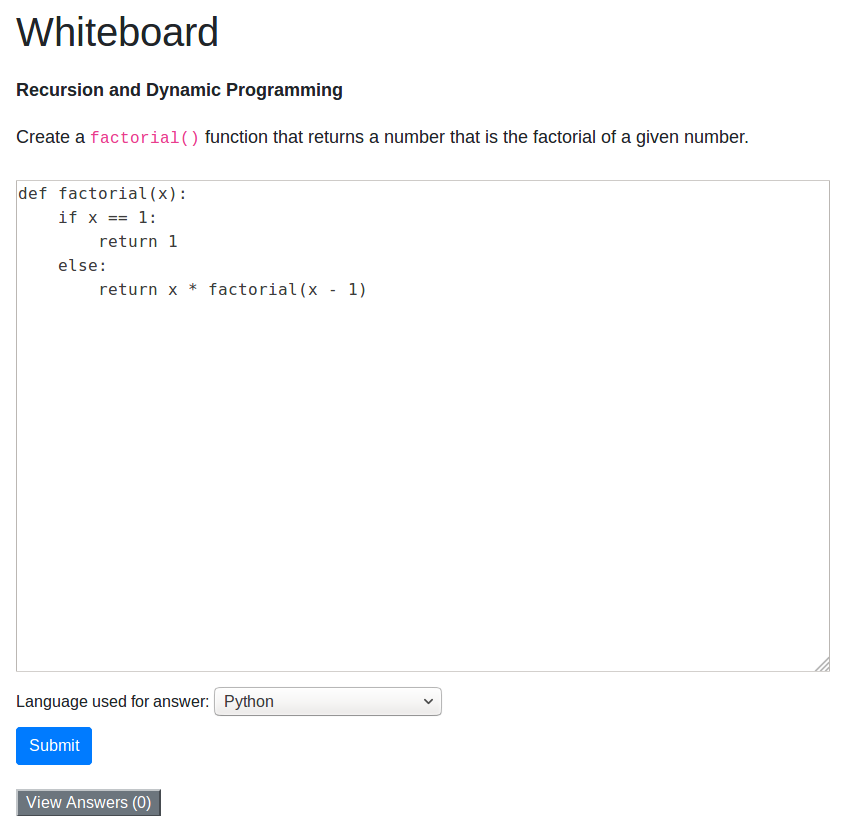 Whiteboard
Recursion and Dynamic Programming
Create a factorial() function that returns a number that is the factorial of a given number.
def factorial(x):
    if x == 1:
        return 1
    else:
        return x * factorial(x - 1)
Language used for answer: Python
Submit
View Answers (0)